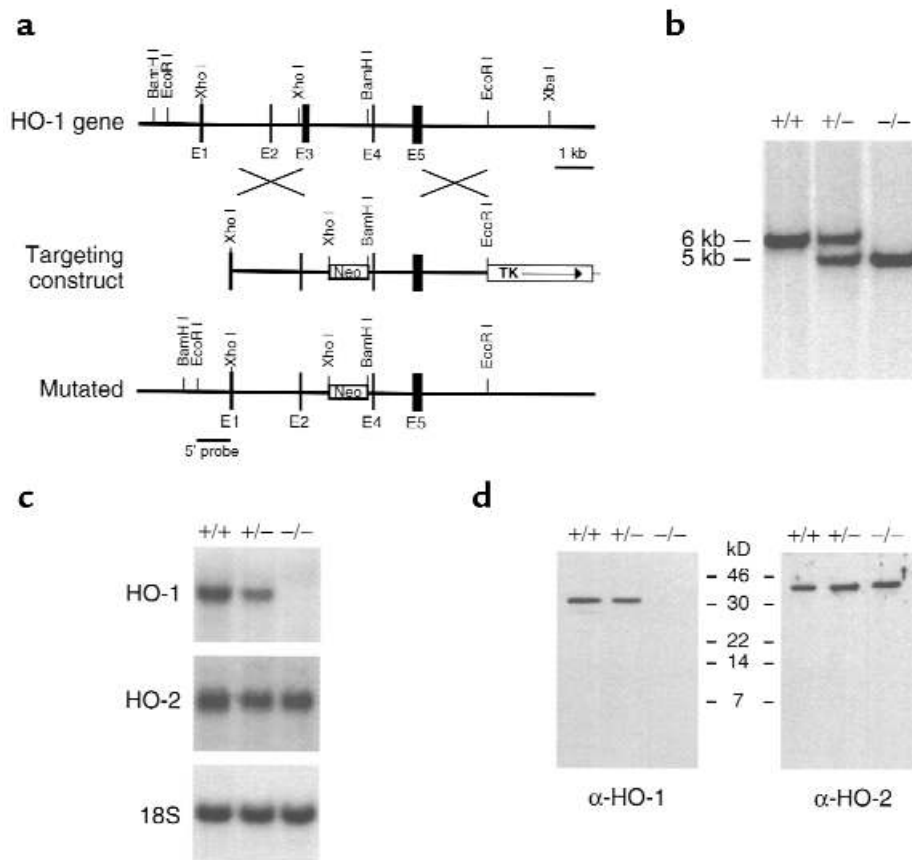 a
BamH I
EcoR I
Xho I
Xho I
BamH I
EcoR I
Xba I
HO-1 gene
E1 E2 E3 E4 E5
1 kb
Xho I
Xho I
BamH I
EcoR I
Targeting
construct
Neo
TK
BamH I
EcoR I
Xho I
Xho I
BamH I
EcoR I
Mutated
Neo
E1 E2 E4 E5
5' probe
b
+/+ +/− −/−
6 kb –
5 kb –
c
+/+ +/− −/−
HO-1
HO-2
18S
d
+/+ +/− −/− kD +/+ +/− −/−
– 46 –
– 30 –
– 22 –
– 14 –
– 7 –
α-HO-1 α-HO-2